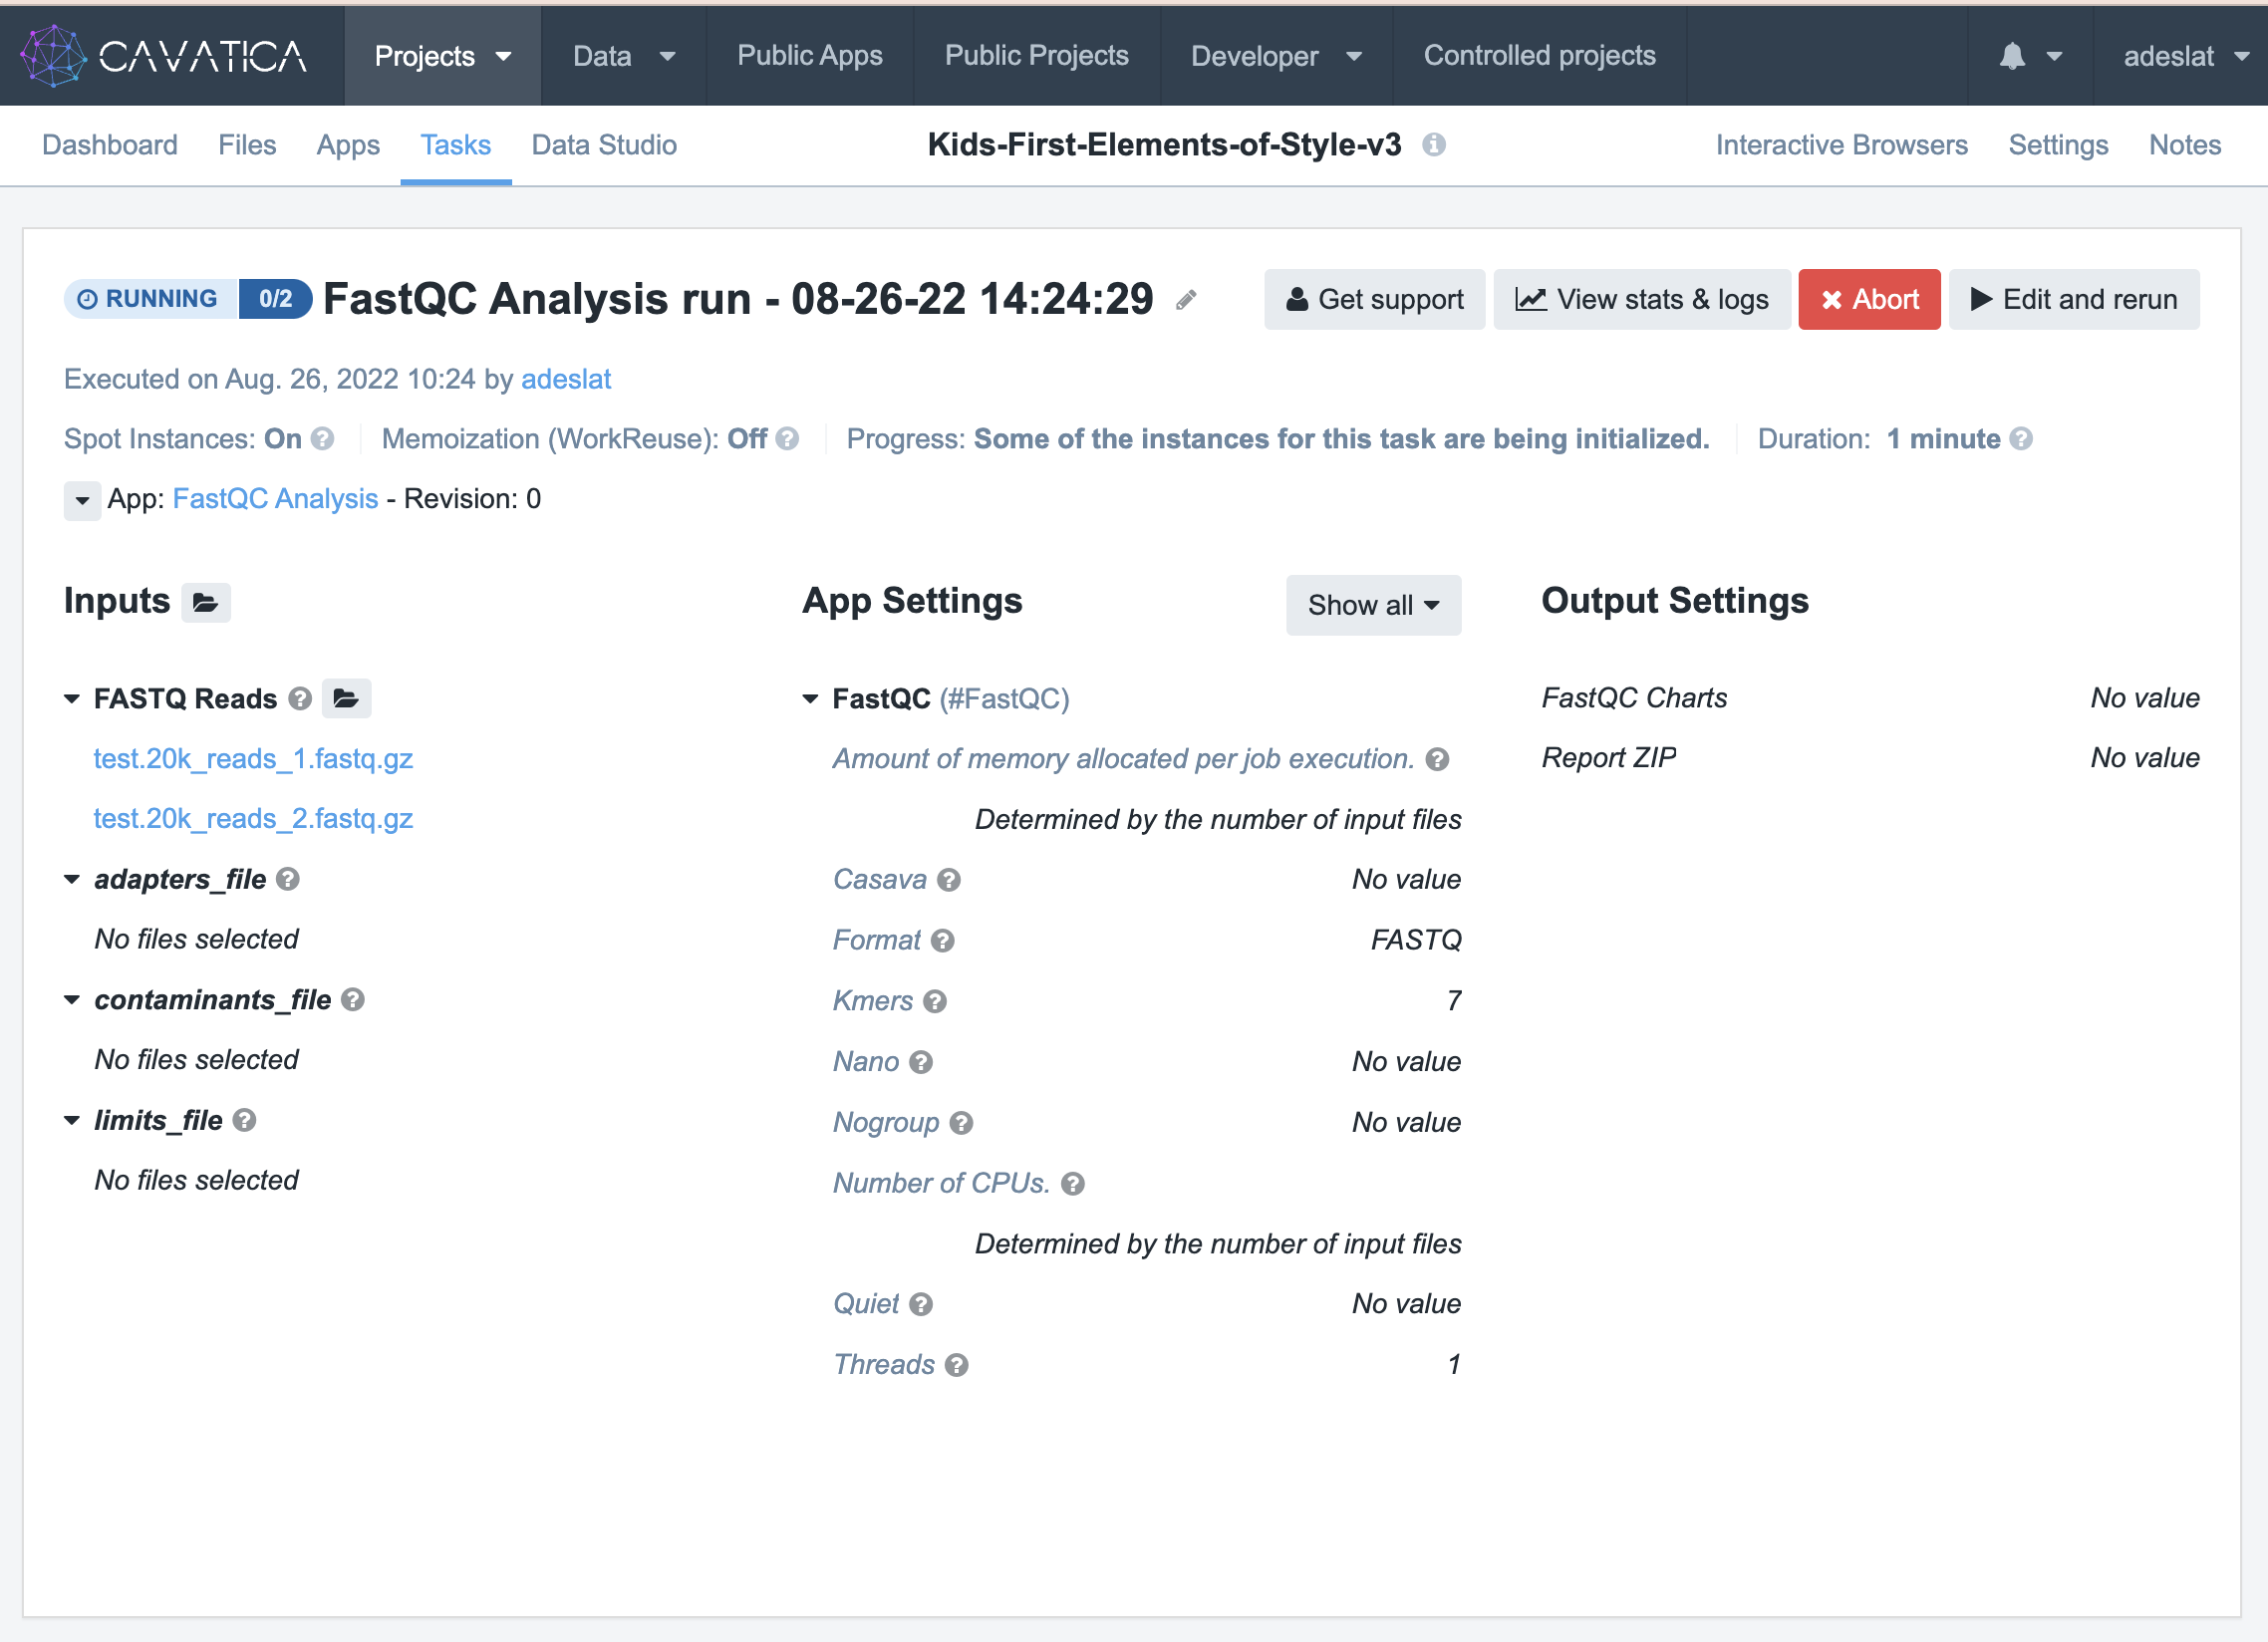 CAVATICA Projects Data Public Apps Public Projects Developer Controlled projects adeslat
Dashboard Files Apps Tasks Data Studio Kids-First-Elements-of-Style-v3 Interactive Browsers Settings Notes
RUNNING 0/2 FastQC Analysis run - 08-26-22 14:24:29 Get support View stats & logs Abort Edit and rerun
Executed on Aug. 26, 2022 10:24 by adeslat
Spot Instances: On Memoization (WorkReuse): Off Progress: Some of the instances for this task are being initialized. Duration: 1 minute
App: FastQC Analysis - Revision: 0
Inputs
FASTQ Reads
test.20k_reads_1.fastq.gz
test.20k_reads_2.fastq.gz
adapters_file
No files selected
contaminants_file
No files selected
limits_file
No files selected
App Settings Show all
FastQC (#FastQC)
Amount of memory allocated per job execution.
Determined by the number of input files
Casava No value
Format FASTQ
Kmers 7
Nano No value
Nogroup No value
Number of CPUs.
Determined by the number of input files
Quiet No value
Threads 1
Output Settings
FastQC Charts No value
Report ZIP No value